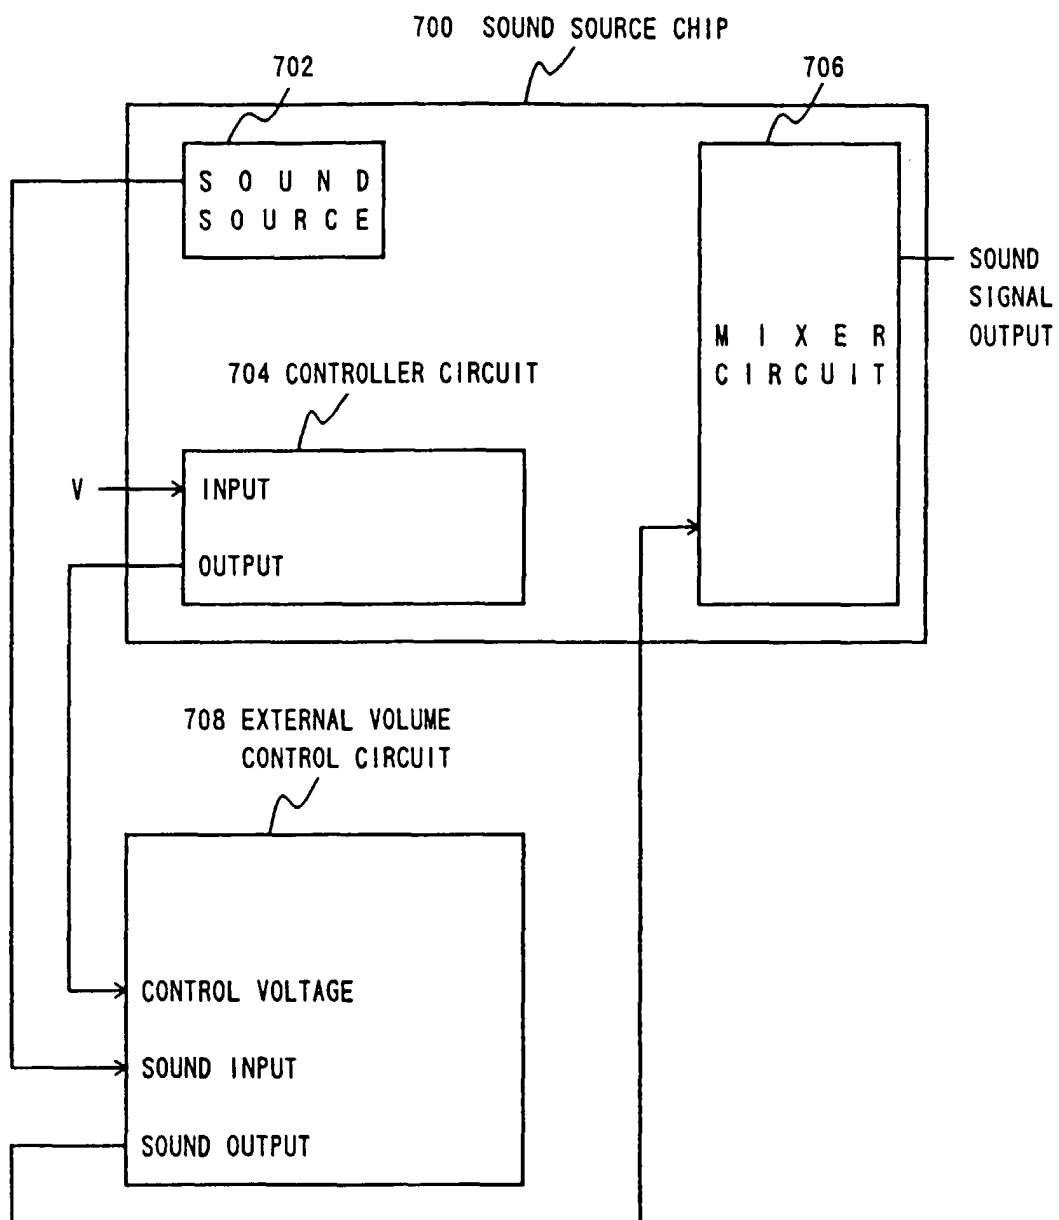 700 SOUND SOURCE CHIP
702
706
S O U N D
S O U R C E
SOUND
SIGNAL
OUTPUT
M I X E R
C I R C U I T
704 CONTROLLER CIRCUIT
V
INPUT
OUTPUT
708 EXTERNAL VOLUME
CONTROL CIRCUIT
CONTROL VOLTAGE
SOUND INPUT
SOUND OUTPUT